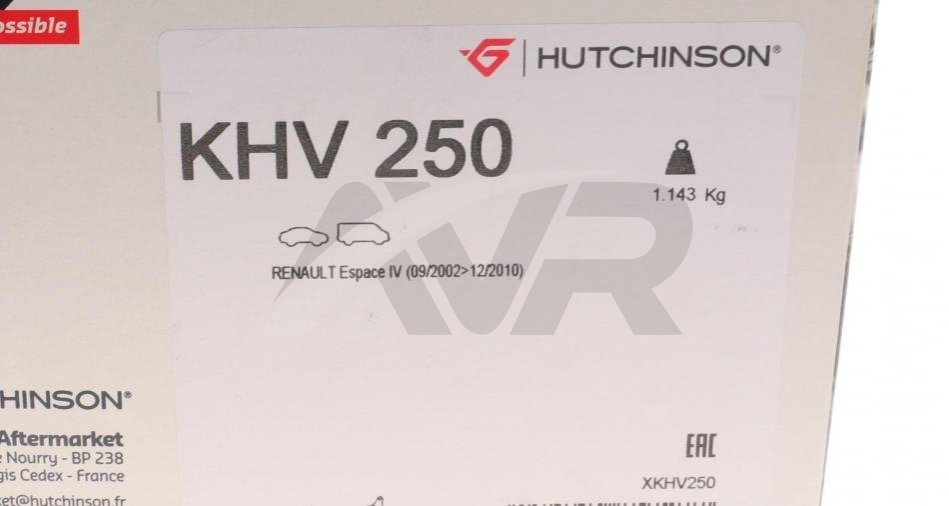 ossible
HUTCHINSON®
KHV 250
1.143 Kg
AVR
RENAULT Espace IV (09/2002>12/2010)
HINSON®
Aftermarket
Nourry - BP 238
gis Cedex - France
ket@hutchinson.fr
EAC
XKHV250